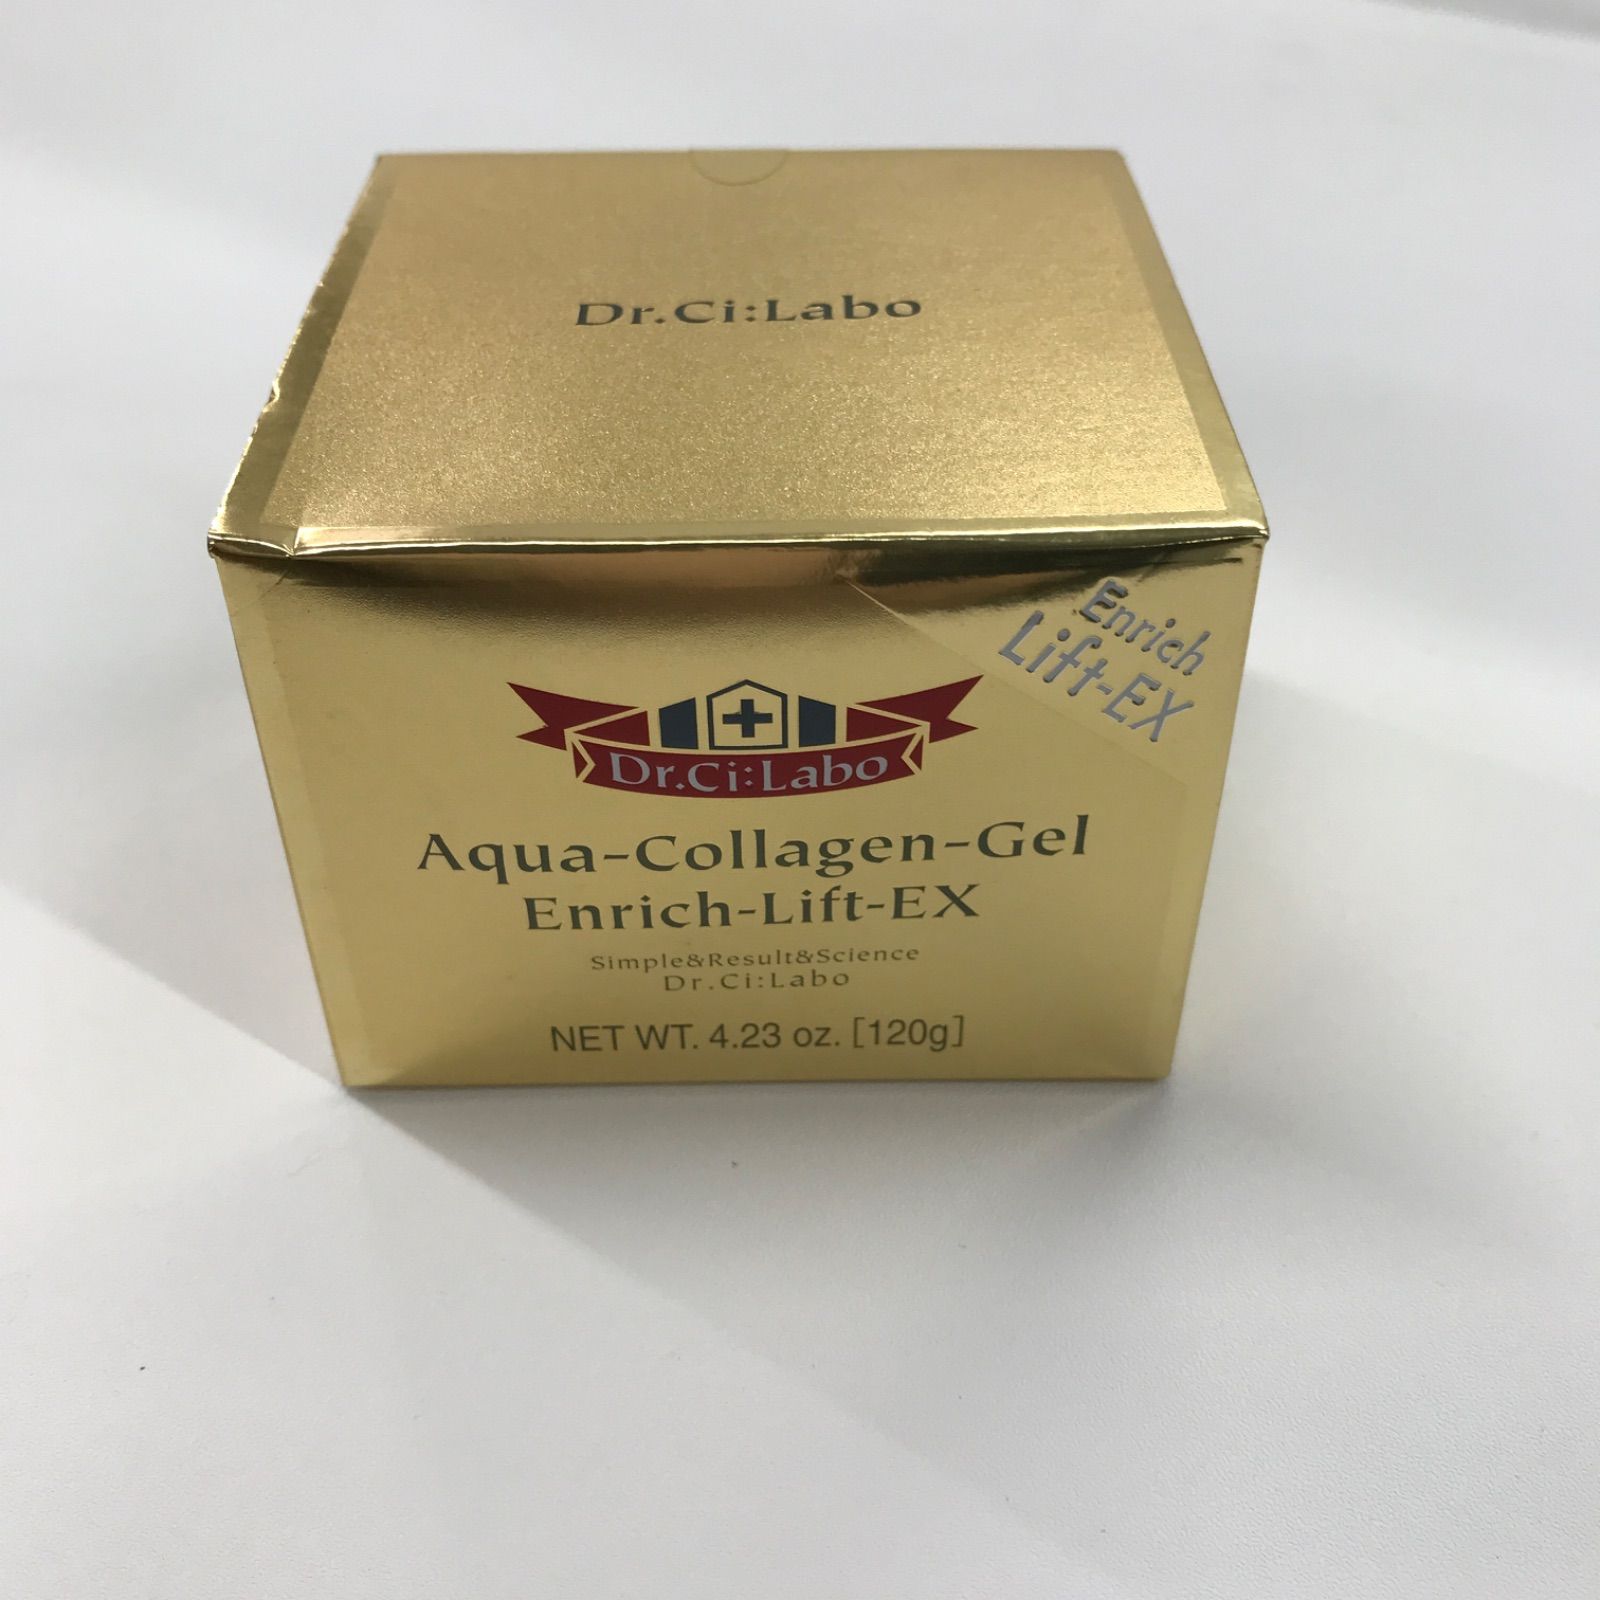 Dr.Ci:Labo
Enrich
Lift-EX
Dr.Ci:Labo
Aqua-Collagen-Gel
Enrich-Lift-EX
Simple&Result&Science
Dr.Ci:Labo
NET WT. 4.23 oz. [120g]